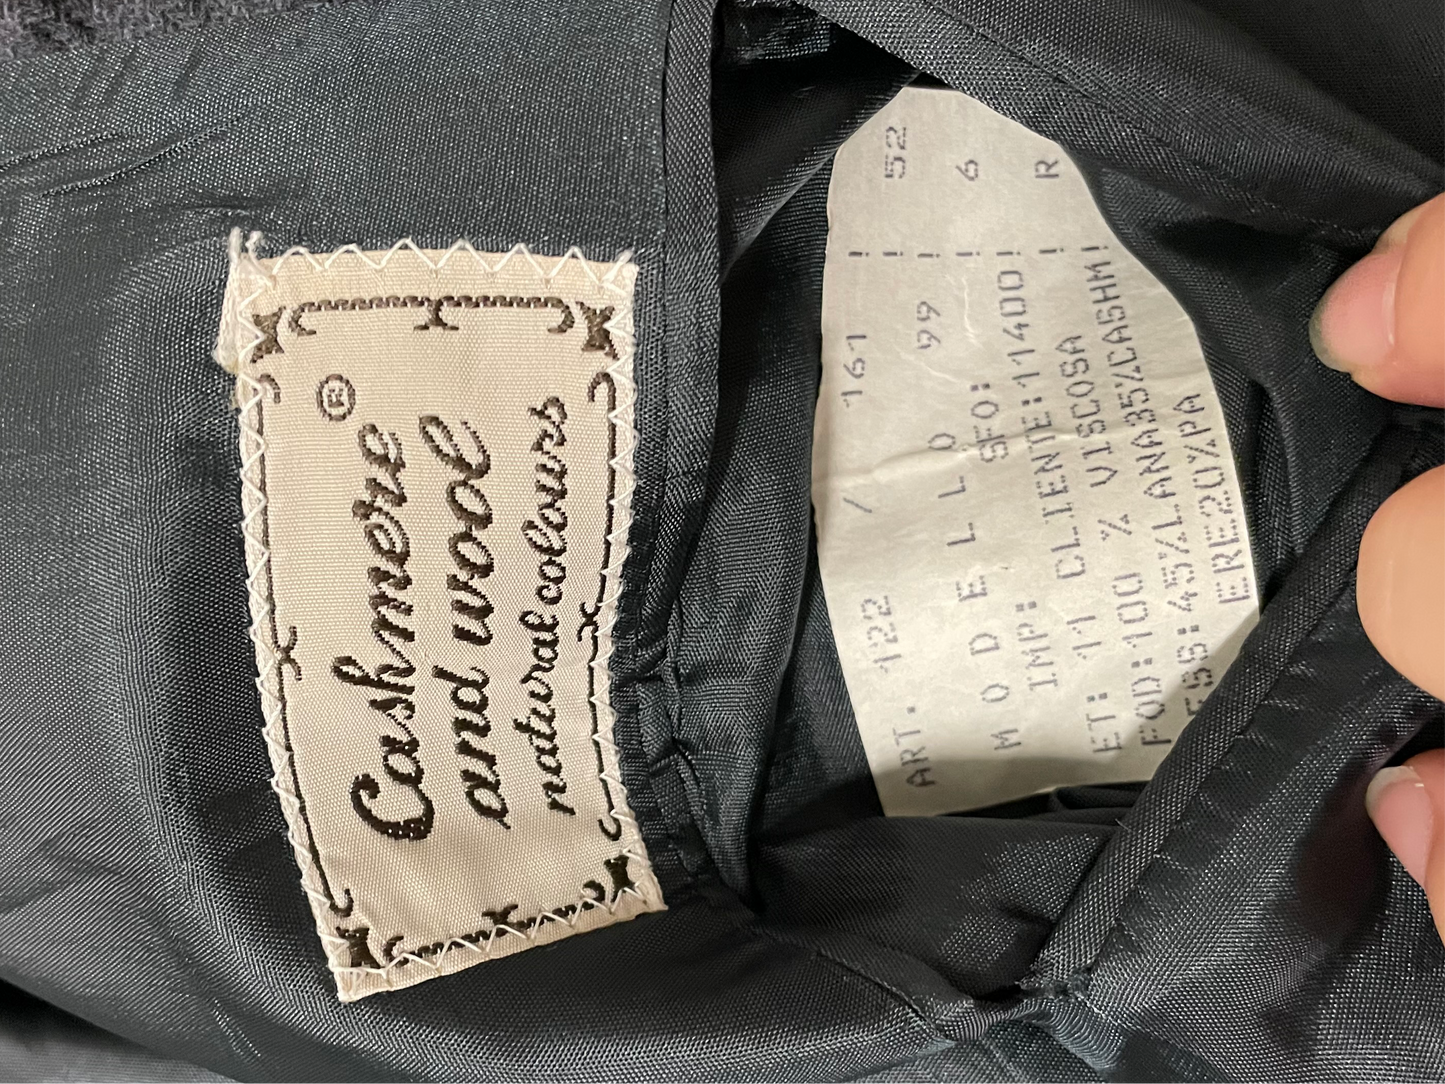 ®
Cashmere
and wool
natural colours
ART. 122 / 161 !
! 52
MODELLO 99 !
IMP: SFO: ! 6
ET: 11 CLIENTE:11400!
FOD:100 % VISCOSA ! R
45%LANA35%CASHM!
ERE20%PA